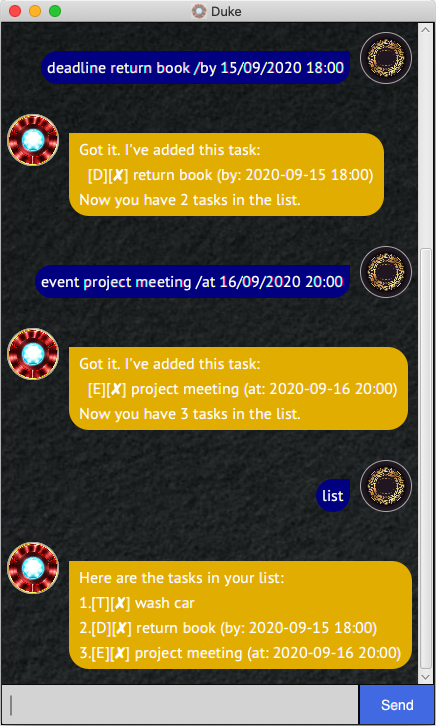 Duke
deadline return book /by 15/09/2020 18:00
Got it. I've added this task:
[D][✘] return book (by: 2020-09-15 18:00)
Now you have 2 tasks in the list.
event project meeting /at 16/09/2020 20:00
Got it. I've added this task:
[E][✘] project meeting (at: 2020-09-16 20:00)
Now you have 3 tasks in the list.
list
Here are the tasks in your list:
1.[T][✘] wash car
2.[D][✘] return book (by: 2020-09-15 18:00)
3.[E][✘] project meeting (at: 2020-09-16 20:00)
Send